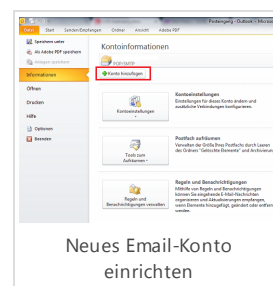 Posteingang - Outlook - Micros
Datei Start Senden/Empfangen Ordner Ansicht Adobe PDF
Speichern unter
Als Adobe PDF speichern
Anlagen speichern
Informationen
Öffnen
Drucken
Hilfe
Optionen
Beenden
Kontoinformationen
POP/SMTP
Konto hinzufügen
Kontoeinstellungen
Kontoeinstellungen
Einstellungen für dieses Konto ändern und
zusätzliche Verbindungen konfigurieren.
Tools zum
Aufräumen
Postfach aufräumen
Verwalten der Größe Ihres Postfachs durch Leeren
des Ordners "Gelöschte Elemente" und Archivierung
Regeln und
Benachrichtigungen verwalten
Regeln und Benachrichtigungen
Mithilfe von Regeln und Benachrichtigungen
können Sie eingehende E-Mail-Nachrichten
organisieren und Aktualisierungen empfangen,
wenn Elemente hinzugefügt, geändert oder entfern
werden.
Neues Email-Konto
einrichten